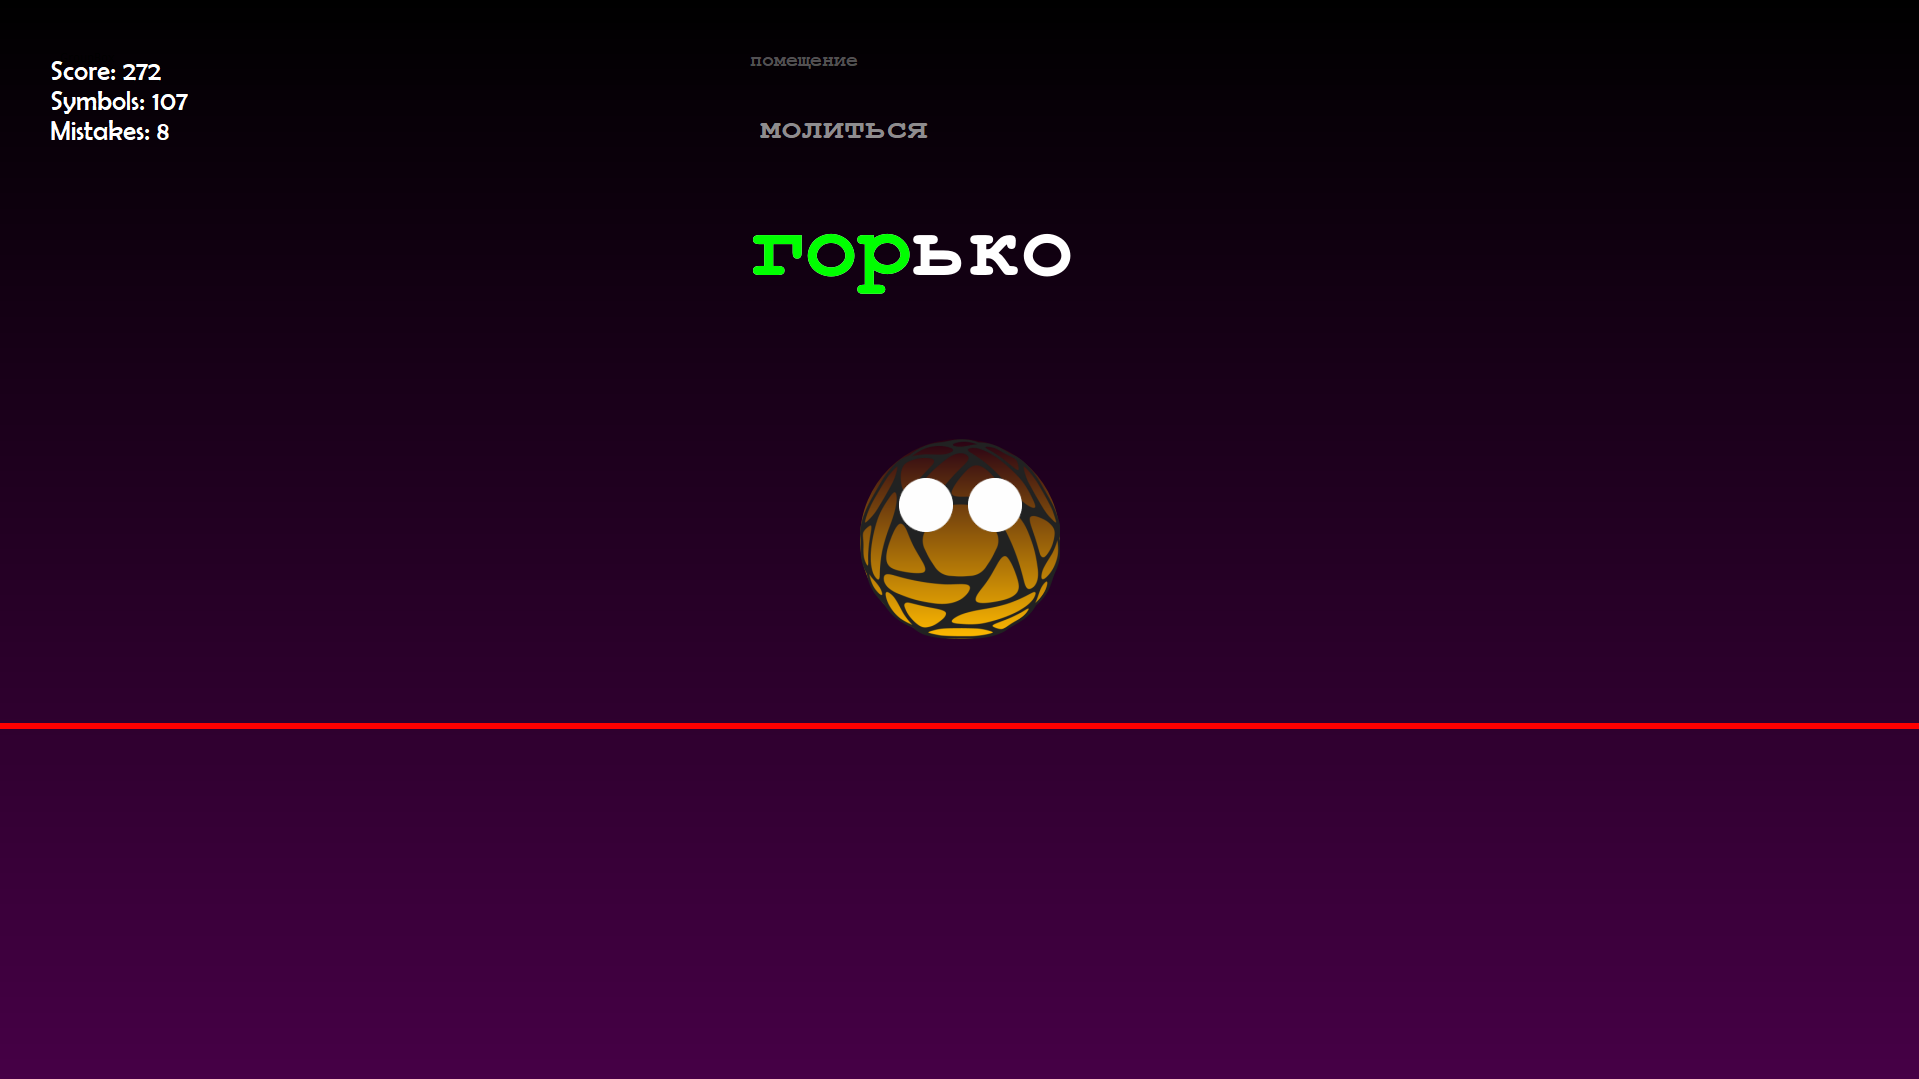 Score: 272
Symbols: 107
Mistakes: 8
помещение
молиться
горько